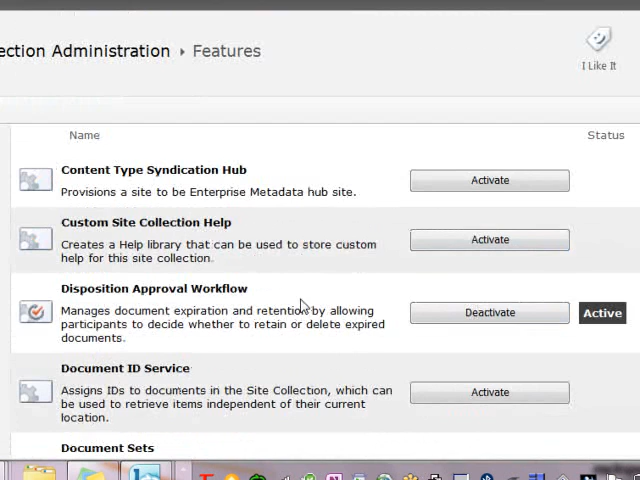 ection Administration ▸ Features
I Like It
Name
Status
Content Type Syndication Hub
Provisions a site to be Enterprise Metadata hub site.
Activate
Custom Site Collection Help
Creates a Help library that can be used to store custom
help for this site collection.
Activate
Disposition Approval Workflow
Manages document expiration and retention by allowing
participants to decide whether to retain or delete expired
documents.
Deactivate
Active
Document ID Service
Assigns IDs to documents in the Site Collection, which can
be used to retrieve items independent of their current
location.
Activate
Document Sets